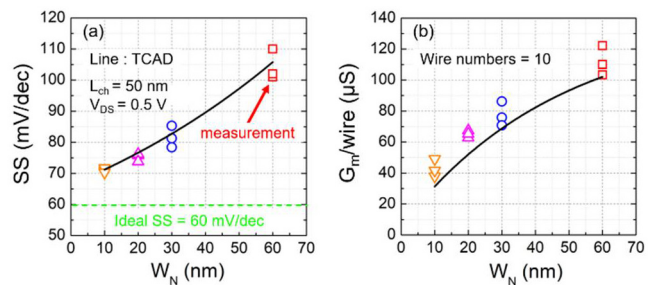 (a)
Line : TCAD
L_ch = 50 nm
V_DS = 0.5 V
measurement
Ideal SS = 60 mV/dec
SS (mV/dec)
120
110
100
90
80
70
60
50
0 10 20 30 40 50 60 70
W_N (nm)
(b)
Wire numbers = 10
G_m/wire (μS)
140
120
100
80
60
40
20
0
0 10 20 30 40 50 60 70
W_N (nm)